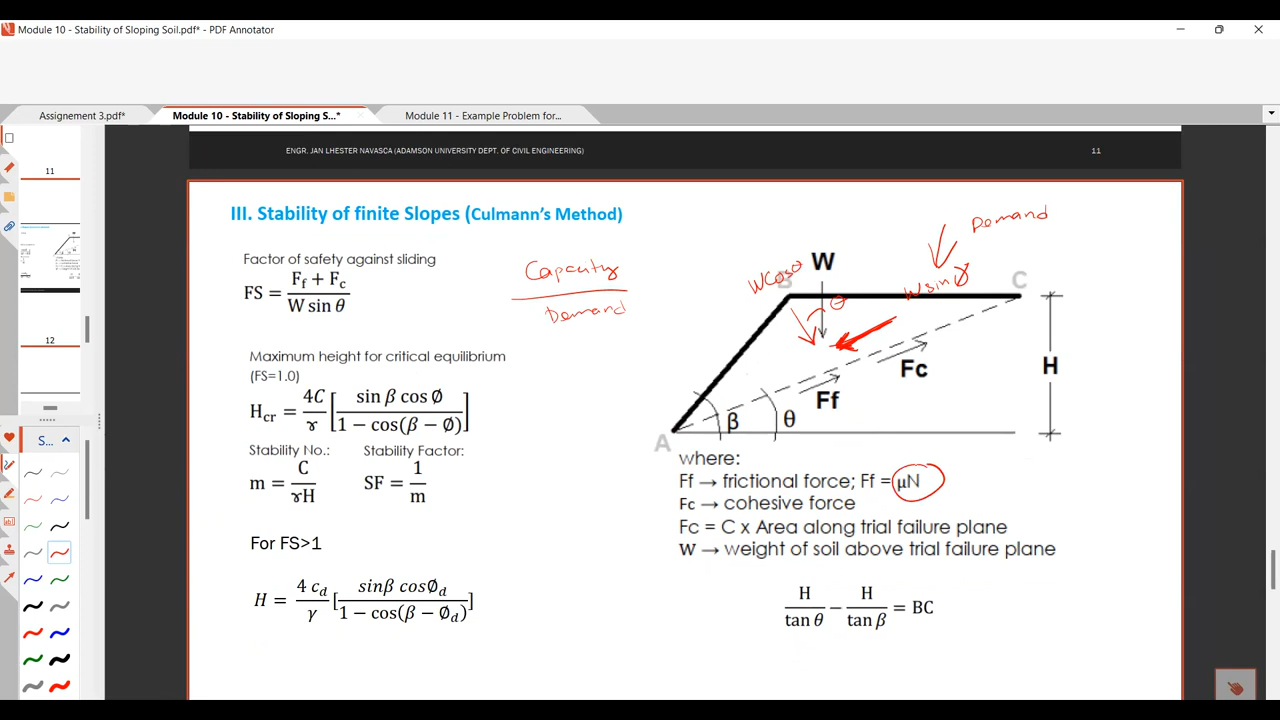 Module 10 - Stability of Sloping Soil.pdf* - PDF Annotator
Assignement 3.pdf*
Module 10 - Stability of Sloping S...*
Module 11 - Example Problem for...
ENGR. JAN LHESTER NAVASCA (ADAMSON UNIVERSITY DEPT. OF CIVIL ENGINEERING)
11
11
12
S...
III. Stability of finite Slopes (Culmann's Method)
Factor of safety against sliding
FS = (Ff + Fc) / (W sin θ)
Capacity
Demand
Maximum height for critical equilibrium
(FS=1.0)
Hcr = 4C/ɤ [sin β cos Ø / (1 − cos(β − Ø))]
Stability No.:
m = C/ɤH
Stability Factor:
SF = 1/m
For FS>1
H = 4 c_d/γ [sinβ cosØ_d / (1 − cos(β − Ø_d))]
Demand
W
Wcosθ
B
θ
Wsinθ
C
Fc
Ff
H
β
θ
A
where:
Ff → frictional force; Ff = μN
Fc → cohesive force
Fc = C x Area along trial failure plane
W → weight of soil above trial failure plane
H/tan θ − H/tan β = BC